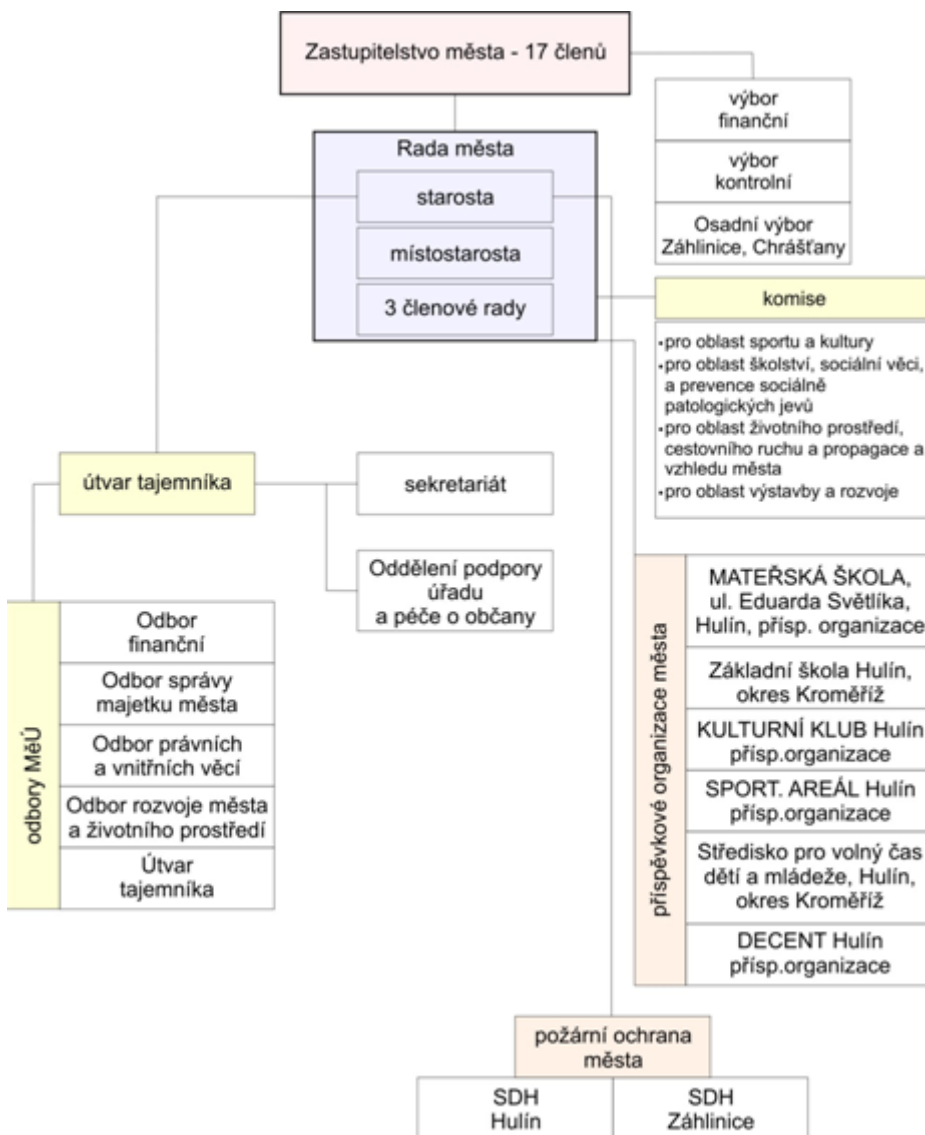 Zastupitelstvo města - 17 členů
výbor
finanční
výbor
kontrolní
Osadní výbor
Záhlinice, Chrášťany
Rada města
starosta
místostarosta
3 členové rady
komise
•pro oblast sportu a kultury
•pro oblast školství, sociální věci,
a prevence sociálně
patologických jevů
•pro oblast životního prostředí,
cestovního ruchu a propagace a
vzhledu města
•pro oblast výstavby a rozvoje
útvar tajemníka
sekretariát
Oddělení podpory
úřadu
a péče o občany
odbory MěÚ
Odbor
finanční
Odbor správy
majetku města
Odbor právních
a vnitřních věcí
Odbor rozvoje města
a životního prostředí
Útvar
tajemníka
příspěvkové organizace města
MATEŘSKÁ ŠKOLA,
ul. Eduarda Světlíka,
Hulín, přísp. organizace
Základní škola Hulín,
okres Kroměříž
KULTURNÍ KLUB Hulín
přísp.organizace
SPORT. AREÁL Hulín
přísp.organizace
Středisko pro volný čas
dětí a mládeže, Hulín,
okres Kroměříž
DECENT Hulín
přísp.organizace
požární ochrana
města
SDH
Hulín
SDH
Záhlinice